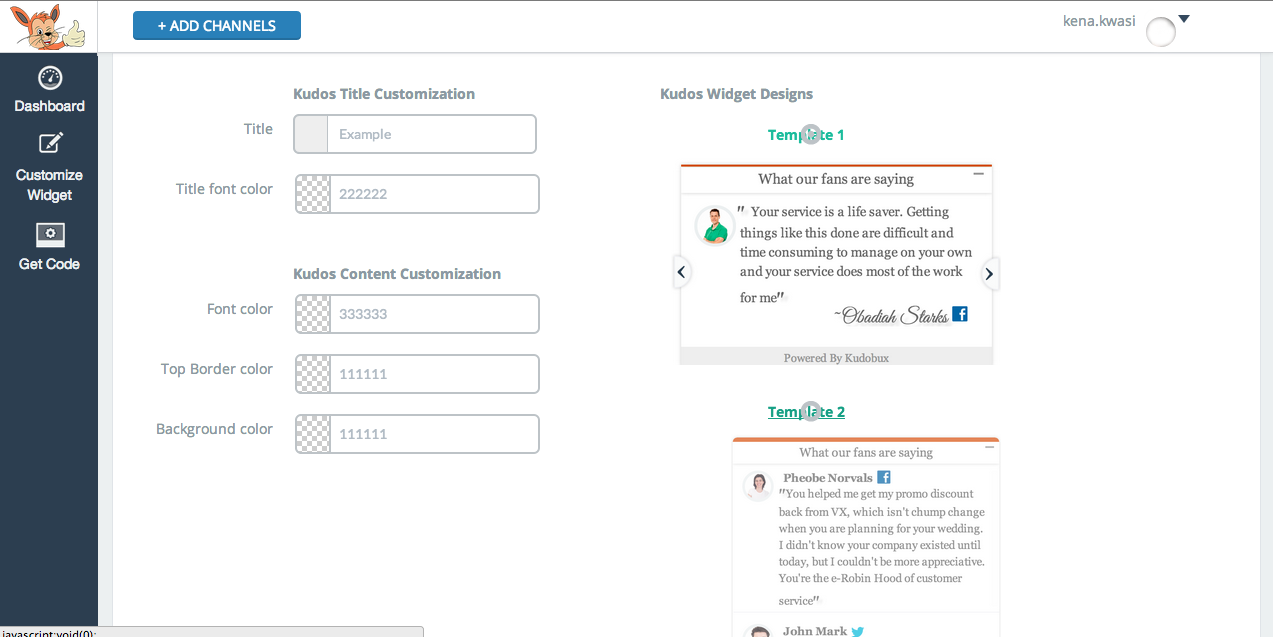 + ADD CHANNELS
kena.kwasi
Dashboard
Customize
Widget
Get Code
Kudos Title Customization
Title
Example
Title font color
222222
Kudos Content Customization
Font color
333333
Top Border color
111111
Background color
111111
Kudos Widget Designs
Template 1
What our fans are saying
" Your service is a life saver. Getting
things like this done are difficult and
time consuming to manage on your own
and your service does most of the work
for me"
~Obadiah Starks
Powered By Kudobux
Template 2
What our fans are saying
Pheobe Norvals
"You helped me get my promo discount
back from VX, which isn't chump change
when you are planning for your wedding.
I didn't know your company existed until
today, but I couldn't be more appreciative.
You're the e-Robin Hood of customer
service"
John Mark
javascript:void(0);